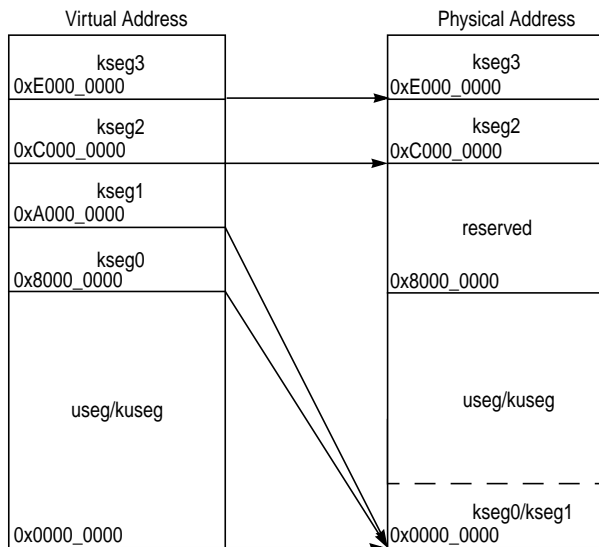 Virtual Address
kseg3
0xE000_0000
kseg2
0xC000_0000
kseg1
0xA000_0000
kseg0
0x8000_0000
useg/kuseg
0x0000_0000
Physical Address
kseg3
0xE000_0000
kseg2
0xC000_0000
reserved
0x8000_0000
useg/kuseg
kseg0/kseg1
0x0000_0000